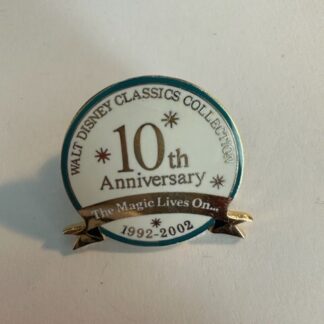 WALT DISNEY CLASSICS COLLECTION
10th
Anniversary
The Magic Lives On...
1992-2002